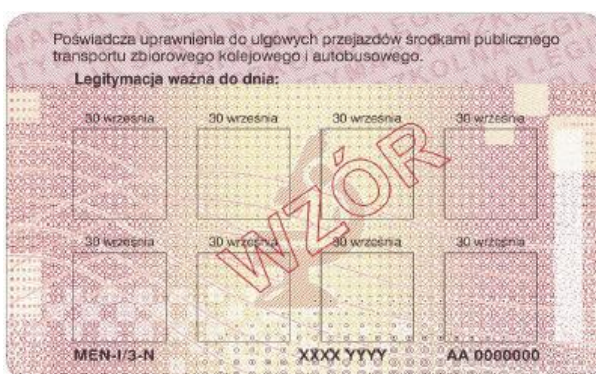 Poświadcza uprawnienia do ulgowych przejazdów środkami publicznego
transportu zbiorowego kolejowego i autobusowego.
Legitymacja ważna do dnia:
30 września 30 września 30 września 30 września
WZÓR
30 września 30 września 30 września 30 września
MEN-I/3-N XXXX YYYY AA 0000000